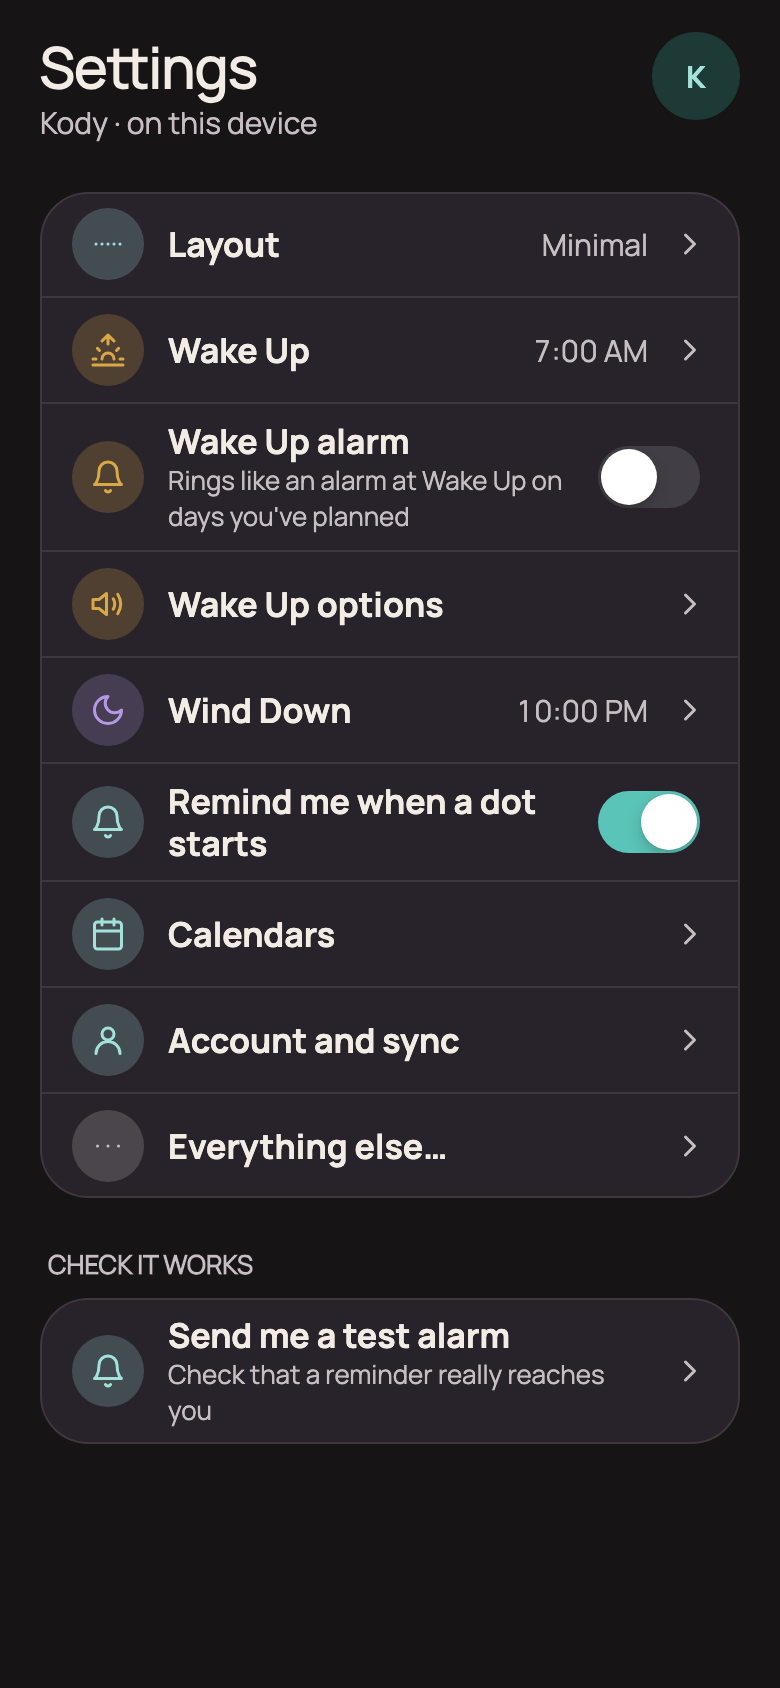 Settings
K
Kody · on this device
Layout
Minimal
Wake Up
7:00 AM
Wake Up alarm
Rings like an alarm at Wake Up on
days you've planned
Wake Up options
Wind Down
10:00 PM
Remind me when a dot
starts
Calendars
Account and sync
Everything else…
CHECK IT WORKS
Send me a test alarm
Check that a reminder really reaches
you